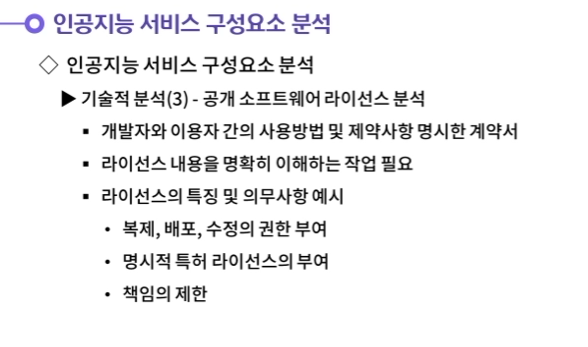 인공지능 서비스 구성요소 분석
◇ 인공지능 서비스 구성요소 분석
▶ 기술적 분석(3) - 공개 소프트웨어 라이선스 분석
▪ 개발자와 이용자 간의 사용방법 및 제약사항 명시한 계약서
▪ 라이선스 내용을 명확히 이해하는 작업 필요
▪ 라이선스의 특징 및 의무사항 예시
• 복제, 배포, 수정의 권한 부여
• 명시적 특허 라이선스의 부여
• 책임의 제한